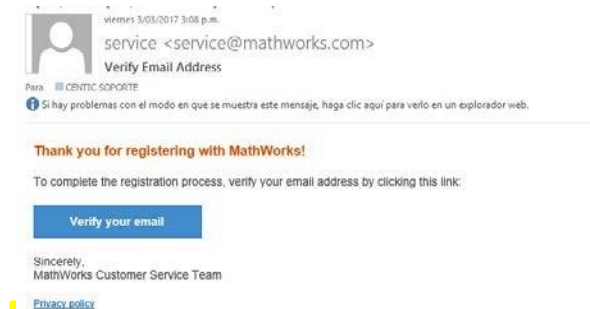 viernes 3/03/2017 3:08 p.m.
service <service@mathworks.com>
Verify Email Address
Para CENTIC SOPORTE
Si hay problemas con el modo en que se muestra este mensaje, haga clic aquí para verlo en un explorador web.
Thank you for registering with MathWorks!
To complete the registration process, verify your email address by clicking this link:
Verify your email
Sincerely,
MathWorks Customer Service Team
Privacy policy